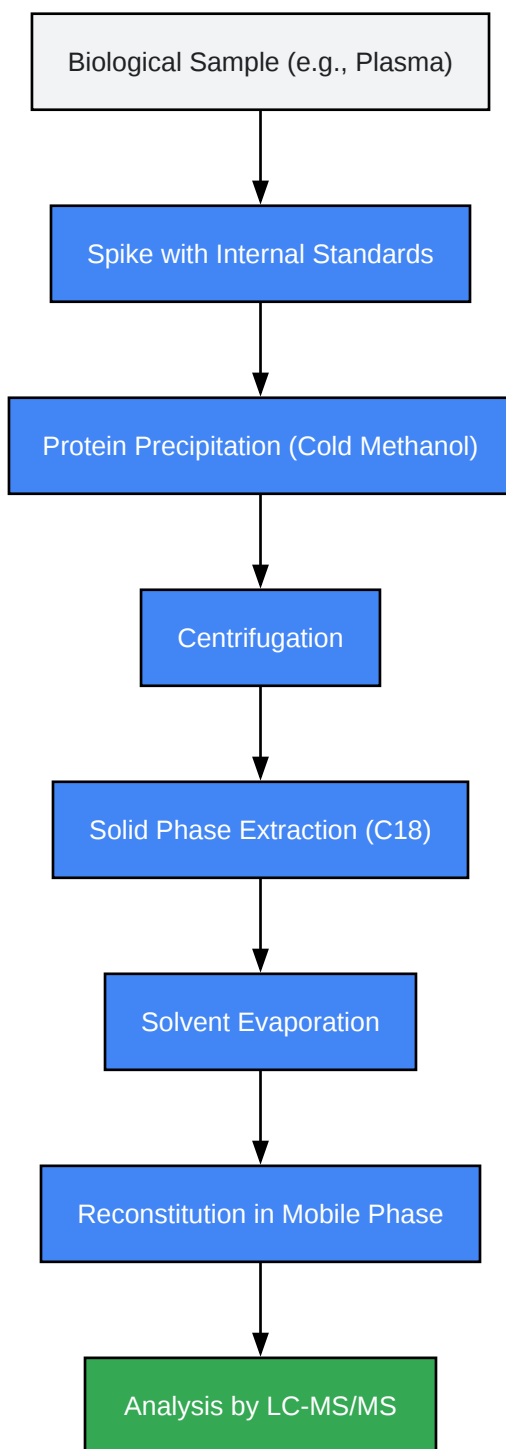 Biological Sample (e.g., Plasma)
Spike with Internal Standards
Protein Precipitation (Cold Methanol)
Centrifugation
Solid Phase Extraction (C18)
Solvent Evaporation
Reconstitution in Mobile Phase
Analysis by LC-MS/MS